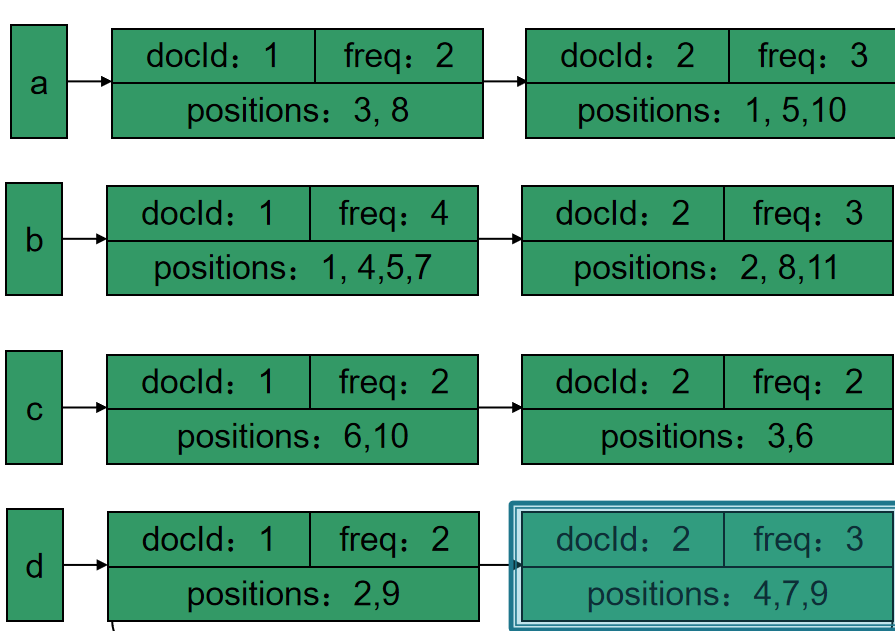 a
docId：1 freq：2
positions：3, 8
docId：2 freq：3
positions：1, 5,10
b
docId：1 freq：4
positions：1, 4,5,7
docId：2 freq：3
positions：2, 8,11
c
docId：1 freq：2
positions：6,10
docId：2 freq：2
positions：3,6
d
docId：1 freq：2
positions：2,9
docId：2 freq：3
positions：4,7,9